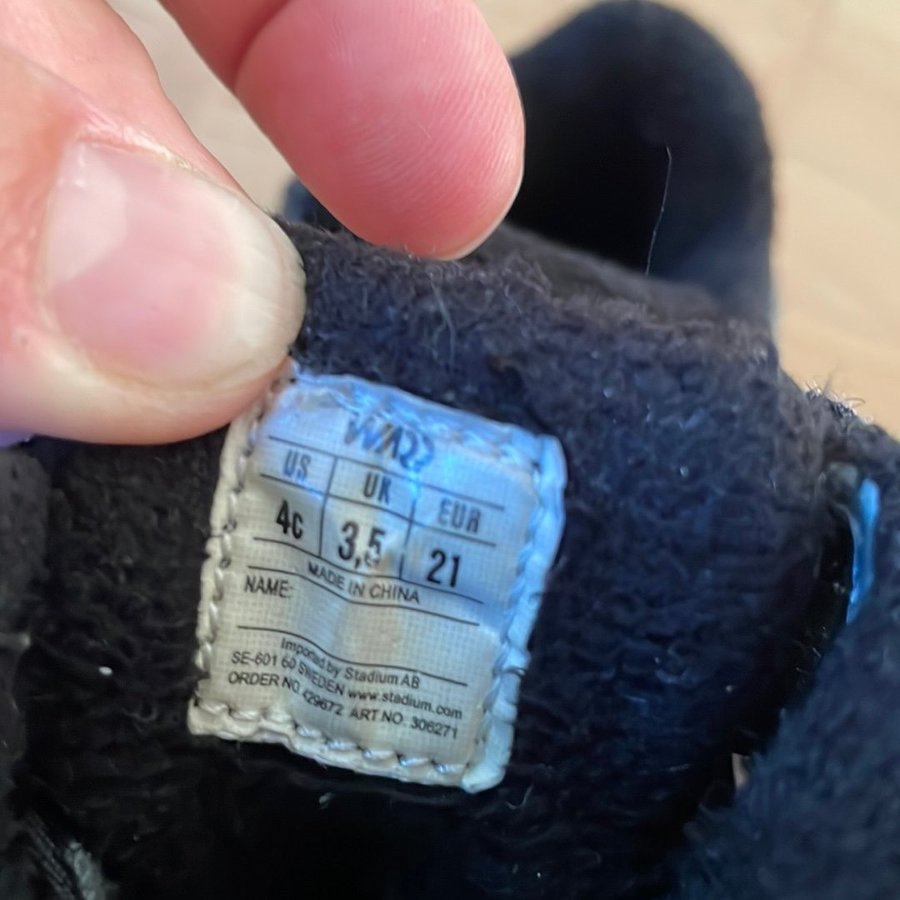 US UK EUR
4c 3,5 21
MADE IN CHINA
NAME:
Imported by Stadium AB
SE-601 60 SWEDEN www.stadium.com
ORDER NO 429672 ART.NO: 306271